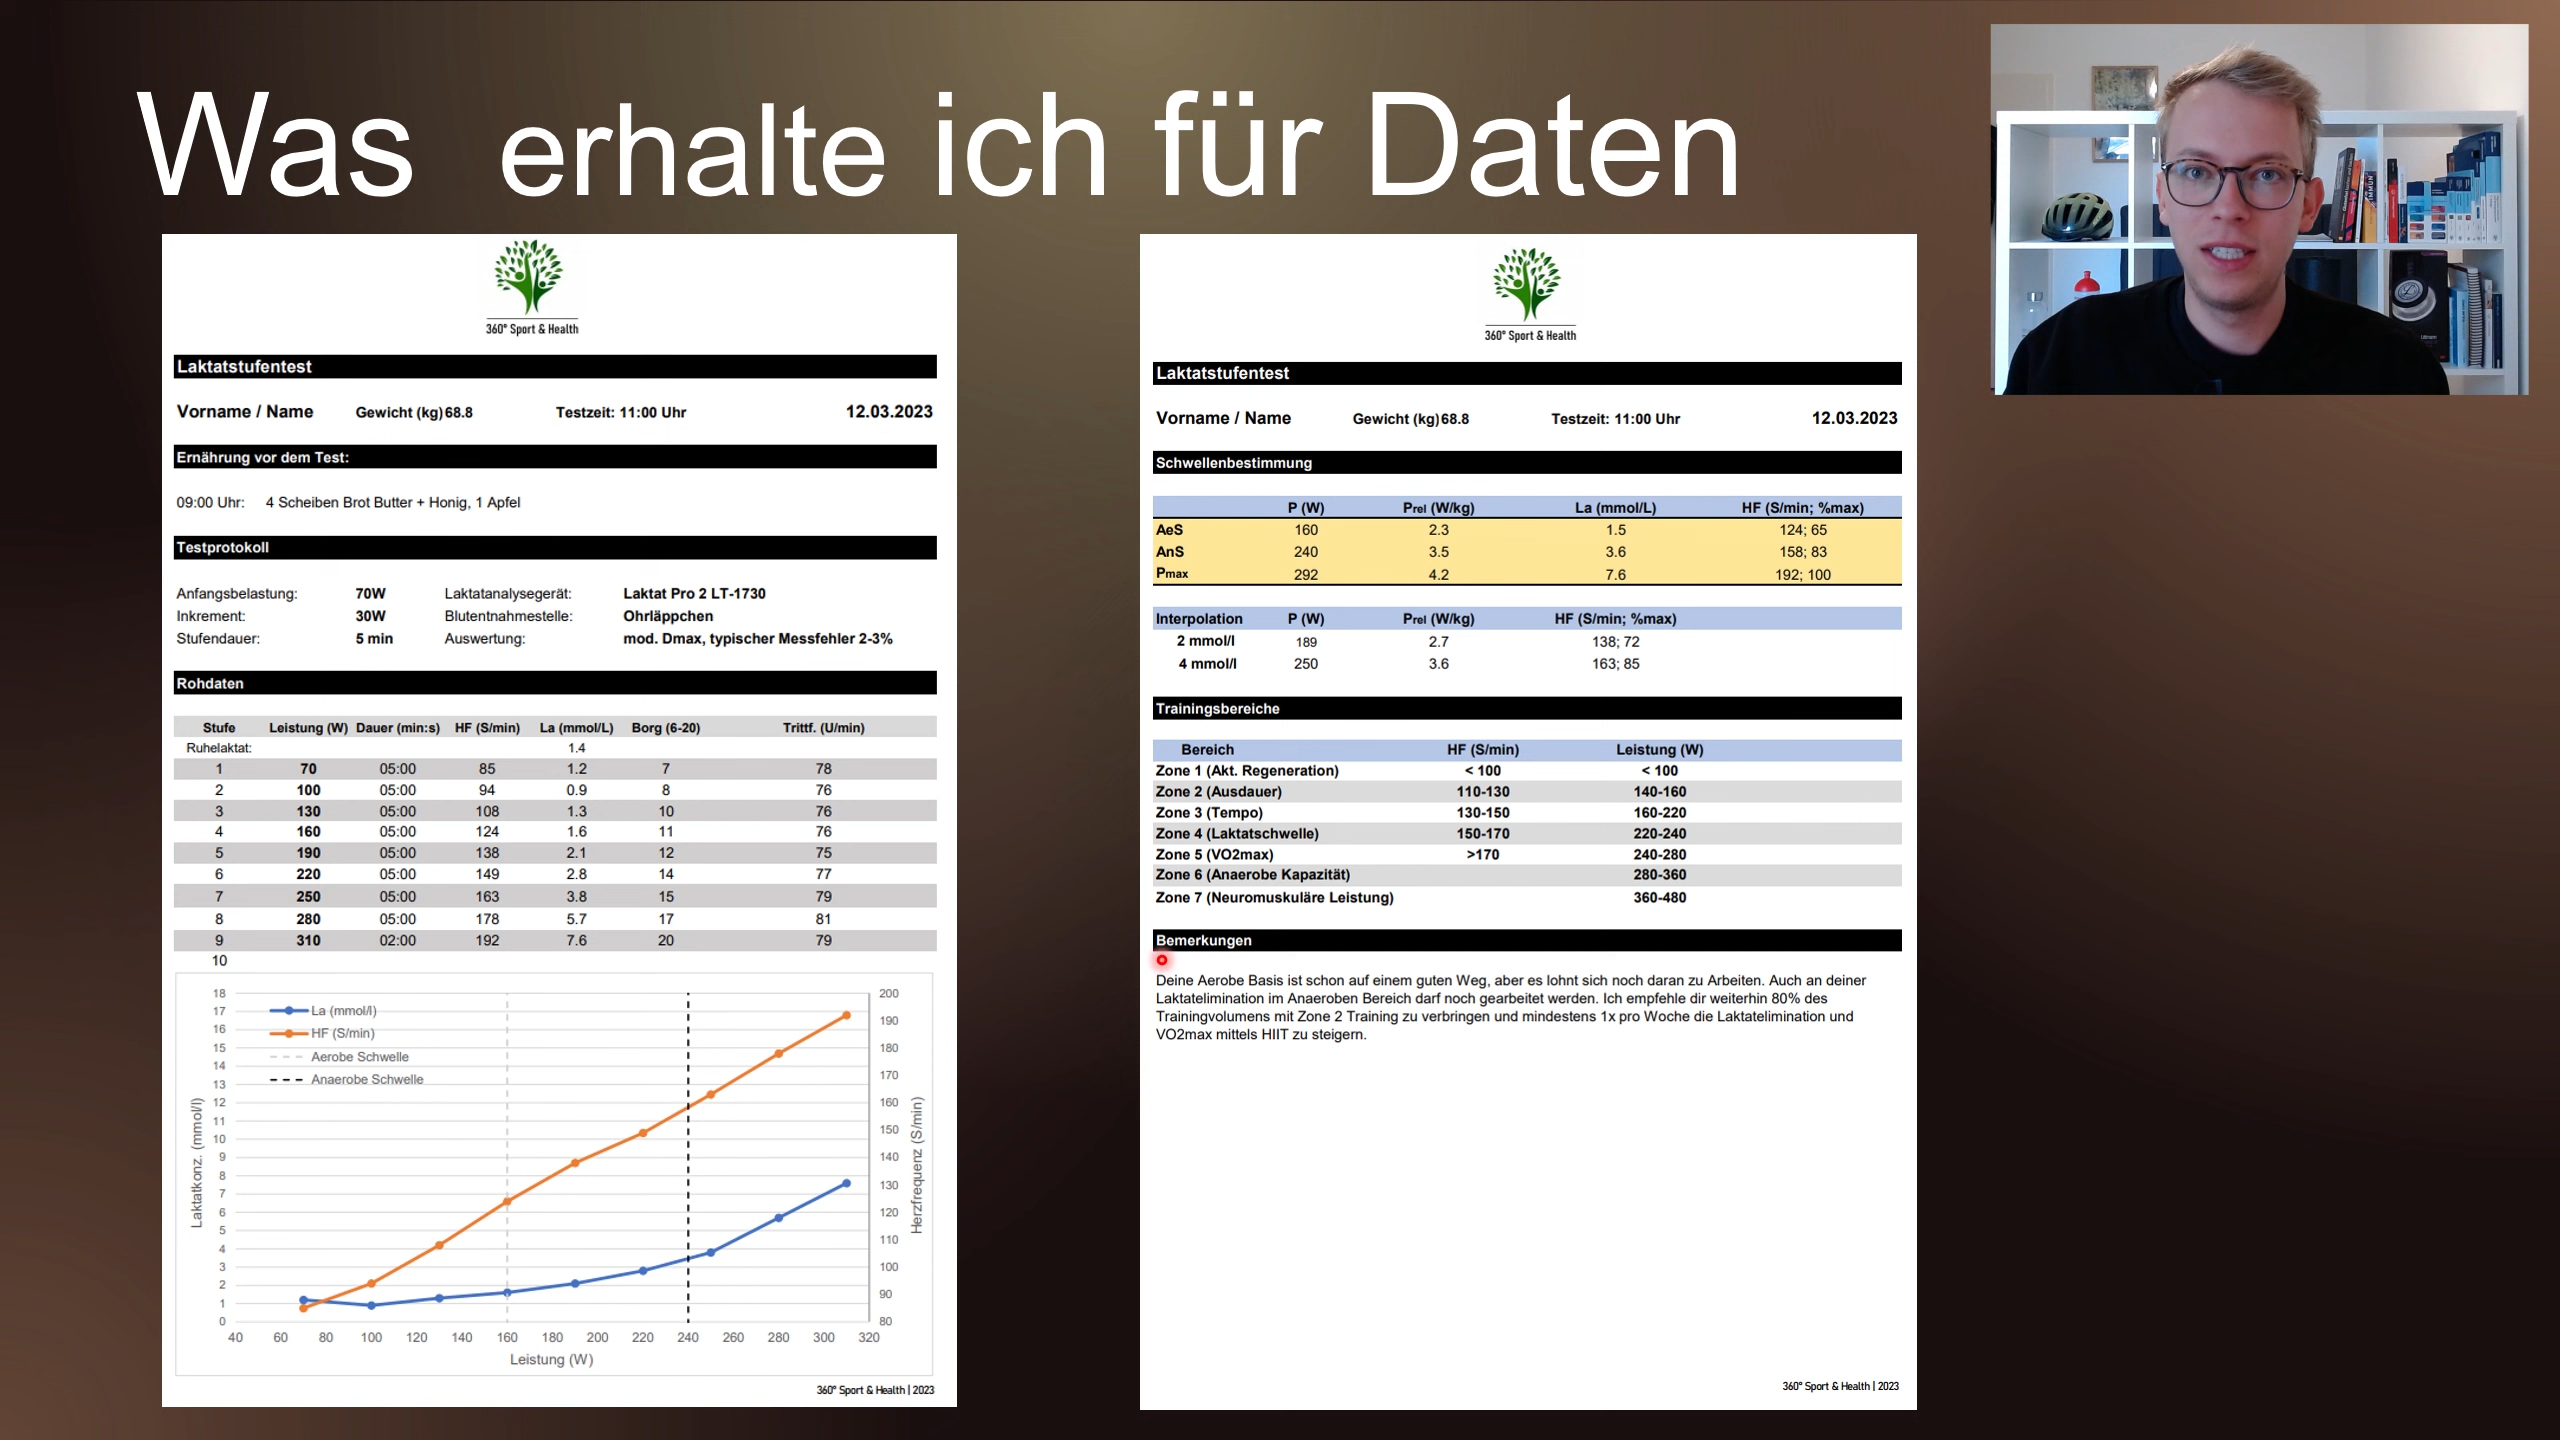 Was erhalte ich für Daten
360° Sport & Health
Laktatstufentest
Vorname / Name Gewicht (kg) 68.8 Testzeit: 11:00 Uhr 12.03.2023
Ernährung vor dem Test:
09:00 Uhr: 4 Scheiben Brot Butter + Honig, 1 Apfel
Testprotokoll
Anfangsbelastung: 70W Laktatanalysegerät: Laktat Pro 2 LT-1730
Inkrement: 30W Blutentnahmestelle: Ohrläppchen
Stufendauer: 5 min Auswertung: mod. Dmax, typischer Messfehler 2-3%
Rohdaten
Stufe Leistung (W) Dauer (min:s) HF (S/min) La (mmol/L) Borg (6-20) Trittf. (U/min)
Ruhelaktat: 1.4
1 70 05:00 85 1.2 7 78
2 100 05:00 94 0.9 8 76
3 130 05:00 108 1.3 10 76
4 160 05:00 124 1.6 11 76
5 190 05:00 138 2.1 12 75
6 220 05:00 149 2.8 14 77
7 250 05:00 163 3.8 15 79
8 280 05:00 178 5.7 17 81
9 310 02:00 192 7.6 20 79
10
La (mmol/l)
HF (S/min)
Aerobe Schwelle
Anaerobe Schwelle
Laktatkonz. (mmol/l)
18
17
16
15
14
13
12
11
10
9
8
7
6
5
4
3
2
1
0
200
190
180
170
160
150
140
130
120
110
100
90
80
Herzfrequenz (S/min)
40 60 80 100 120 140 160 180 200 220 240 260 280 300 320
Leistung (W)
360° Sport & Health | 2023
360° Sport & Health
Laktatstufentest
Vorname / Name Gewicht (kg) 68.8 Testzeit: 11:00 Uhr 12.03.2023
Schwellenbestimmung
P (W) Prel (W/kg) La (mmol/L) HF (S/min; %max)
AeS 160 2.3 1.5 124; 65
AnS 240 3.5 3.6 158; 83
Pmax 292 4.2 7.6 192; 100
Interpolation P (W) Prel (W/kg) HF (S/min; %max)
2 mmol/l 189 2.7 138; 72
4 mmol/l 250 3.6 163; 85
Trainingsbereiche
Bereich HF (S/min) Leistung (W)
Zone 1 (Akt. Regeneration) < 100 < 100
Zone 2 (Ausdauer) 110-130 140-160
Zone 3 (Tempo) 130-150 160-220
Zone 4 (Laktatschwelle) 150-170 220-240
Zone 5 (VO2max) >170 240-280
Zone 6 (Anaerobe Kapazität) 280-360
Zone 7 (Neuromuskuläre Leistung) 360-480
Bemerkungen
Deine Aerobe Basis ist schon auf einem guten Weg, aber es lohnt sich noch daran zu Arbeiten. Auch an deiner
Laktatelimination im Anaeroben Bereich darf noch gearbeitet werden. Ich empfehle dir weiterhin 80% des
Trainingvolumens mit Zone 2 Training zu verbringen und mindestens 1x pro Woche die Laktatelimination und
VO2max mittels HIIT zu steigern.
360° Sport & Health | 2023